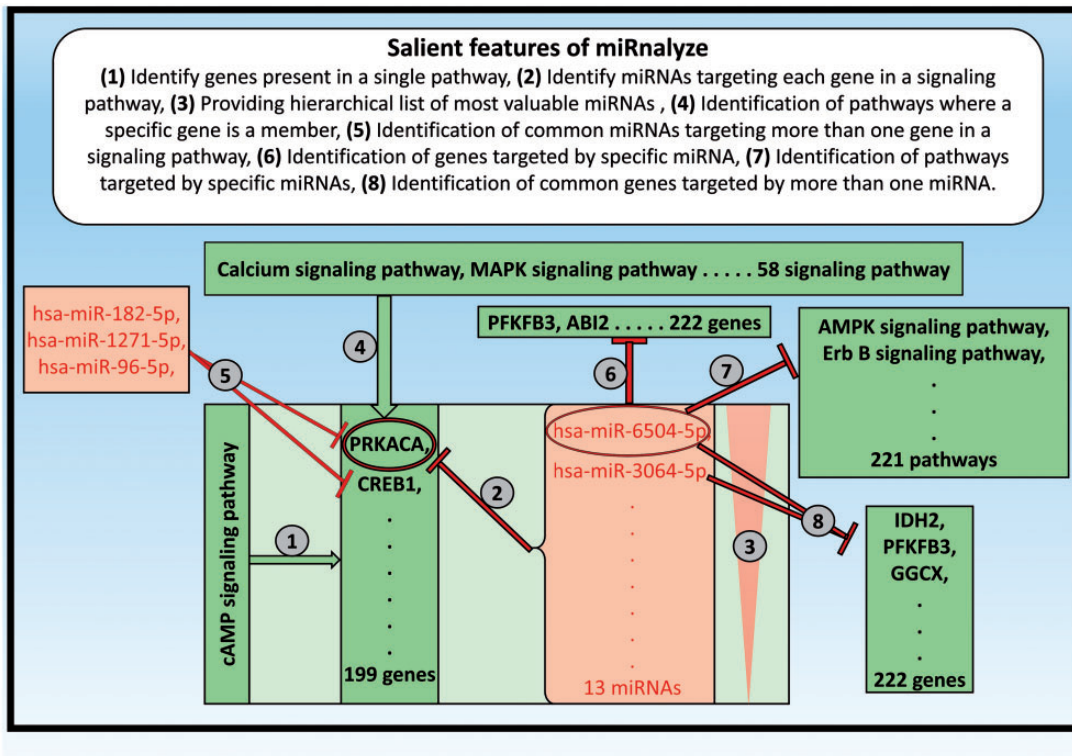 Salient features of miRnalyze
(1) Identify genes present in a single pathway, (2) Identify miRNAs targeting each gene in a signaling
pathway, (3) Providing hierarchical list of most valuable miRNAs , (4) Identification of pathways where a
specific gene is a member, (5) Identification of common miRNAs targeting more than one gene in a
signaling pathway, (6) Identification of genes targeted by specific miRNA, (7) Identification of pathways
targeted by specific miRNAs, (8) Identification of common genes targeted by more than one miRNA.
Calcium signaling pathway, MAPK signaling pathway . . . . . 58 signaling pathway
hsa-miR-182-5p,
hsa-miR-1271-5p,
hsa-miR-96-5p,
PFKFB3, ABI2 . . . . . 222 genes
AMPK signaling pathway,
Erb B signaling pathway,
.
.
.
221 pathways
4
5
6
7
cAMP signaling pathway
1
PRKACA,
CREB1,
.
.
.
.
.
.
199 genes
2
hsa-miR-6504-5p,
hsa-miR-3064-5p,
.
.
.
.
.
.
13 miRNAs
3
8
IDH2,
PFKFB3,
GGCX,
.
.
.
.
222 genes